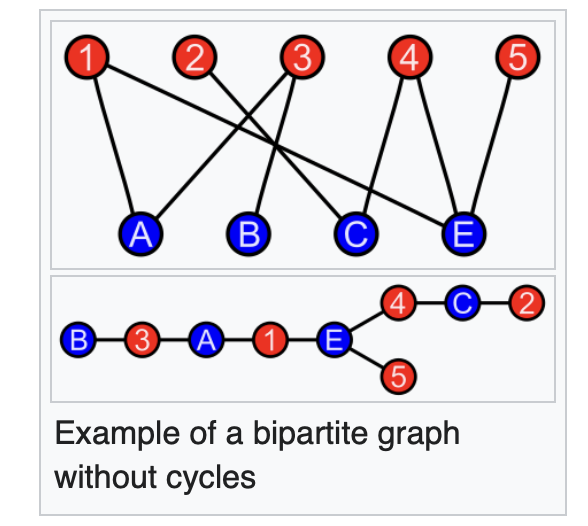 1 2 3 4 5
A B C E
4 C 2
B 3 A 1 E
5
Example of a bipartite graph
without cycles